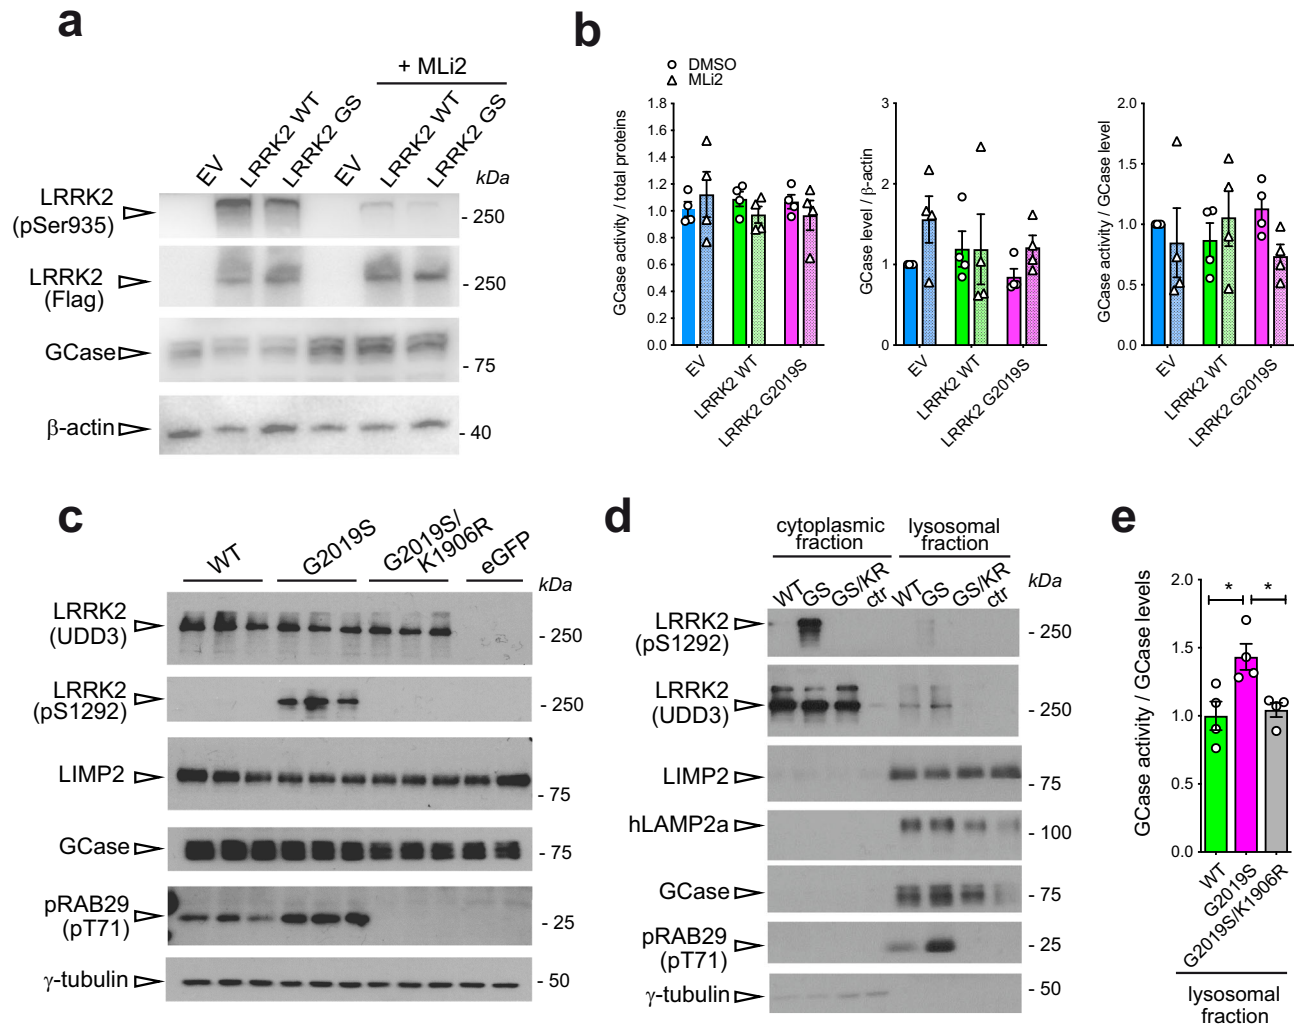 a
+ MLi2
EV
LRRK2 WT
LRRK2 GS
EV
LRRK2 WT
LRRK2 GS
kDa
LRRK2
(pSer935)
- 250
LRRK2
(Flag)
- 250
GCase
- 75
β-actin
- 40
b
DMSO
MLi2
GCase activity / total proteins
1.8
1.6
1.4
1.2
1.0
0.8
0.6
0.4
0.2
0.0
EV
LRRK2 WT
LRRK2 G2019S
GCase level / β-actin
3
2
1
0
EV
LRRK2 WT
LRRK2 G2019S
GCase activity / GCase level
2.0
1.5
1.0
0.5
0.0
EV
LRRK2 WT
LRRK2 G2019S
c
WT
G2019S
G2019S/
K1906R
eGFP
kDa
LRRK2
(UDD3)
- 250
LRRK2
(pS1292)
- 250
LIMP2
- 75
GCase
- 75
pRAB29
(pT71)
- 25
γ-tubulin
- 50
d
cytoplasmic
fraction
lysosomal
fraction
WT
GS
GS/KR
ctr
WT
GS
GS/KR
ctr
kDa
LRRK2
(pS1292)
- 250
LRRK2
(UDD3)
- 250
LIMP2
- 75
hLAMP2a
- 100
GCase
- 75
pRAB29
(pT71)
- 25
γ-tubulin
- 50
e
GCase activity / GCase levels
2.0
1.5
1.0
0.5
0.0
*
*
WT
G2019S
G2019S/K1906R
lysosomal
fraction